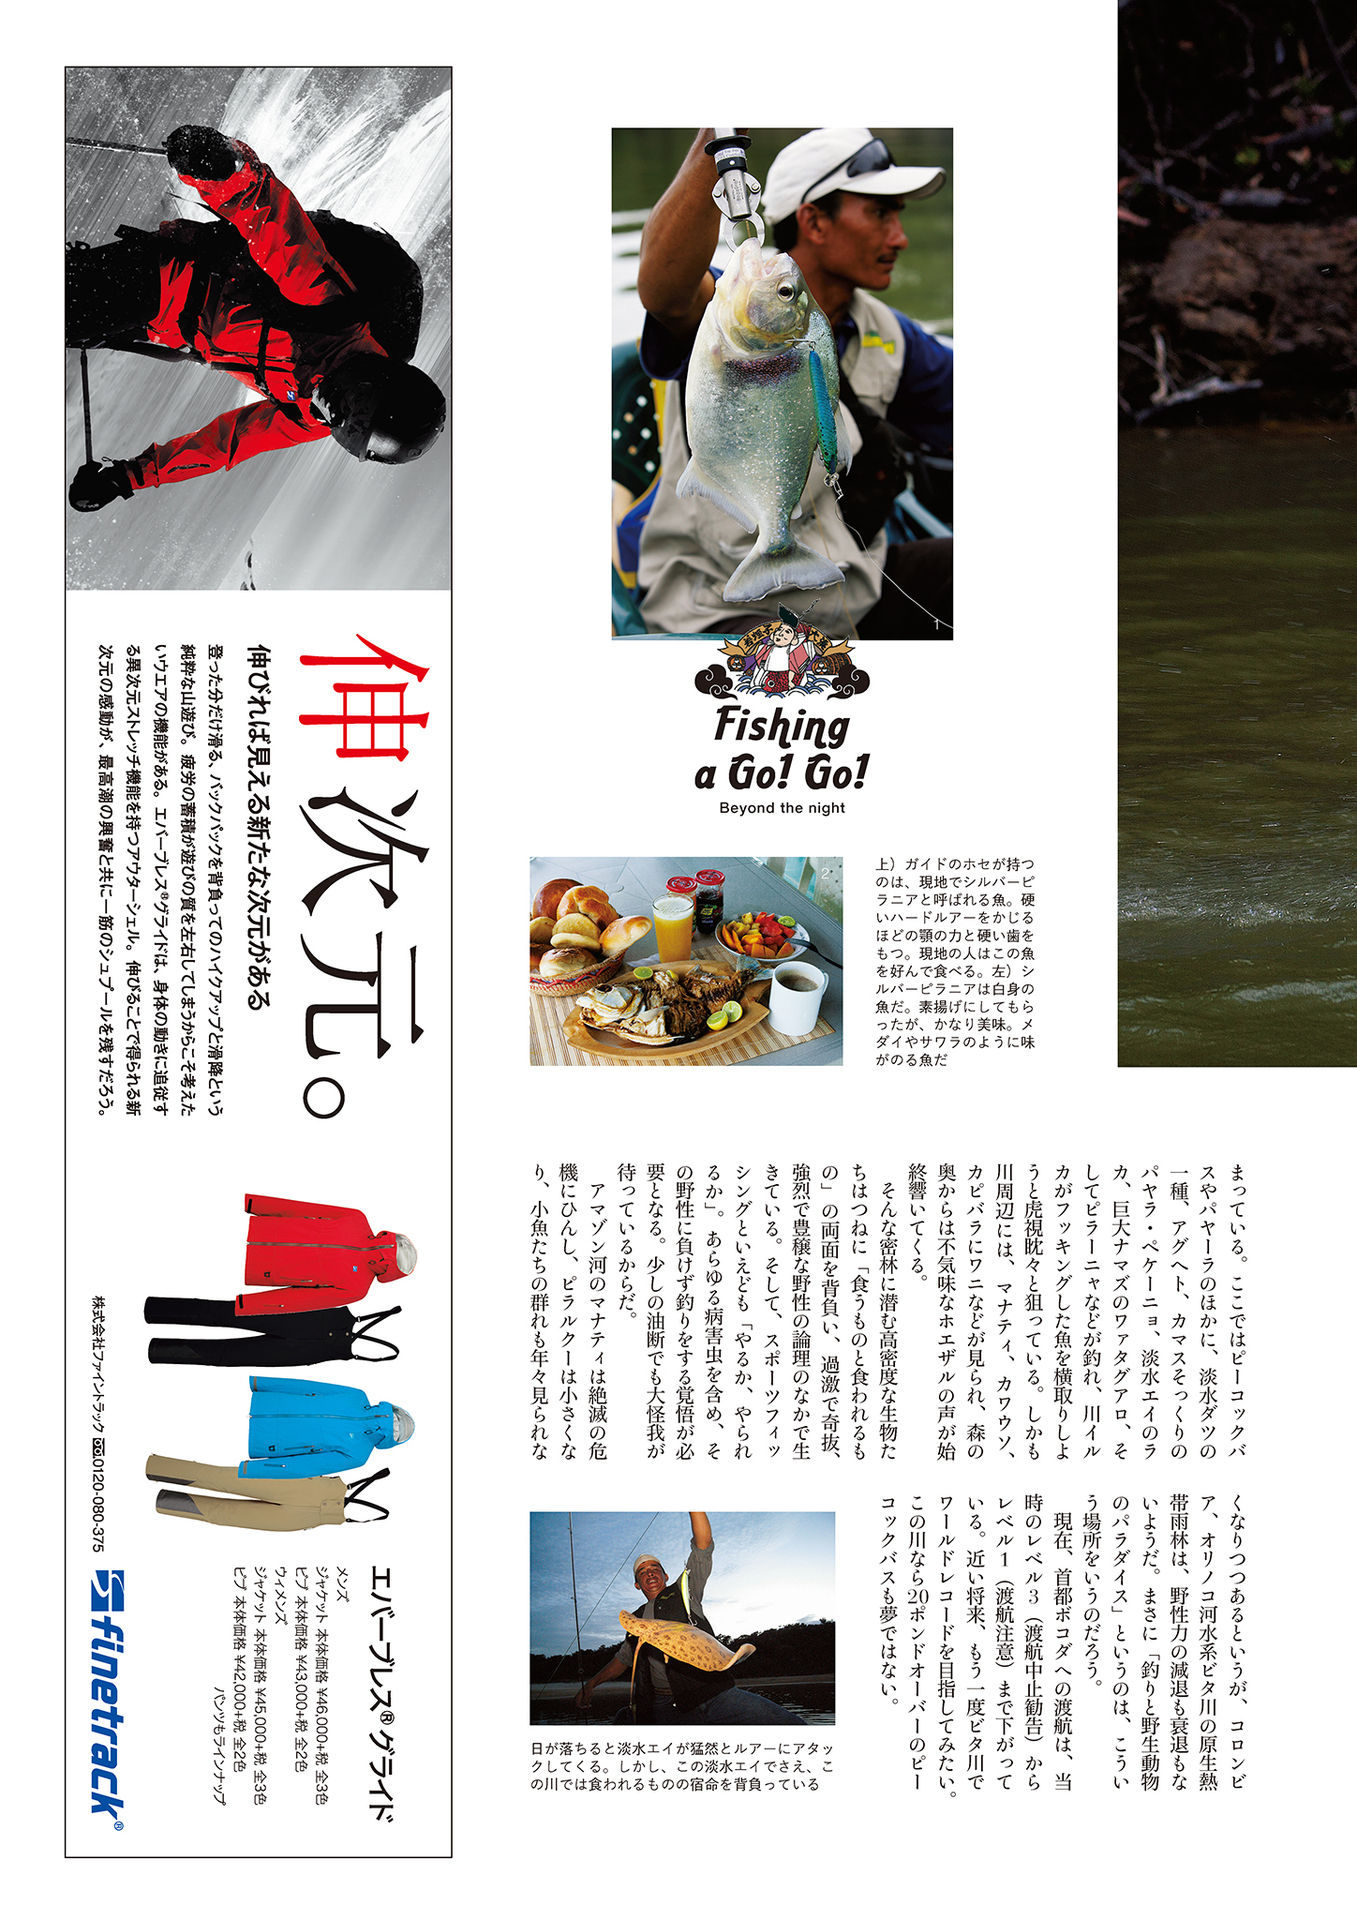 1
Fishing
a Go! Go!
Beyond the night
2
上）ガイドのホセが持つ
のは、現地でシルバーピ
ラニアと呼ばれる魚。硬
いハードルアーをかじる
ほどの顎の力と硬い歯を
もつ。現地の人はこの魚
を好んで食べる。左）シ
ルバーピラニアは白身の
魚だ。素揚げにしてもら
ったが、かなり美味。メ
ダイやサワラのように味
がのる魚だ
まっている。ここではピーコックバ
スやパヤーラのほかに、淡水ダツの
一種、アグヘト、カマスそっくりの
パヤラ・ペケーニョ、淡水エイのラ
カ、巨大ナマズのワァタグアロ、そ
してピラーニャなどが釣れ、川イル
カがフッキングした魚を横取りしよ
うと虎視眈々と狙っている。しかも
川周辺には、マナティ、カワウソ、
カピバラにワニなどが見られ、森の
奥からは不気味なホエザルの声が始
終響いてくる。
そんな密林に潜む高密度な生物た
ちはつねに「食うものと食われるも
の」の両面を背負い、過激で奇抜、
強烈で豊穣な野性の論理のなかで生
きている。そして、スポーツフィッ
シングといえども「やるか、やられ
るか」。あらゆる病害虫を含め、そ
の野性に負けず釣りをする覚悟が必
要となる。少しの油断でも大怪我が
待っているからだ。
アマゾン河のマナティは絶滅の危
機にひんし、ピラルクーは小さくな
り、小魚たちの群れも年々見られな
くなりつつあるというが、コロンビ
ア、オリノコ河水系ビタ川の原生熱
帯雨林は、野性力の減退も衰退もな
いようだ。まさに「釣りと野生動物
のパラダイス」というのは、こうい
う場所をいうのだろう。
現在、首都ボコダへの渡航は、当
時のレベル3（渡航中止勧告）から
レベル1（渡航注意）まで下がって
いる。近い将来、もう一度ビタ川で
ワールドレコードを目指してみたい。
この川なら20ポンドオーバーのピー
コックバスも夢ではない。
日が落ちると淡水エイが猛然とルアーにアタッ
クしてくる。しかし、この淡水エイでさえ、こ
の川では食われるものの宿命を背負っている
伸次元。
伸びれば見える新たな次元がある
登った分だけ滑る、バックパックを背負ってのハイクアップと滑降という
純粋な山遊び。疲労の蓄積が遊びの質を左右してしまうからこそ考えた
いウエアの機能がある。エバーブレス®グライドは、身体の動きに追従す
る異次元ストレッチ機能を持つアウターシェル。伸びることで得られる新
次元の感動が、最高潮の興奮と共に一筋のシュプールを残すだろう。
エバーブレス®グライド
メンズ
ジャケット 本体価格 ¥46,000+税 全3色
ビブ 本体価格 ¥43,000+税 全2色
ウィメンズ
ジャケット 本体価格 ¥45,000+税 全3色
ビブ 本体価格 ¥42,000+税 全2色
パンツもラインナップ
株式会社ファイントラック 0120-080-375
finetrack®